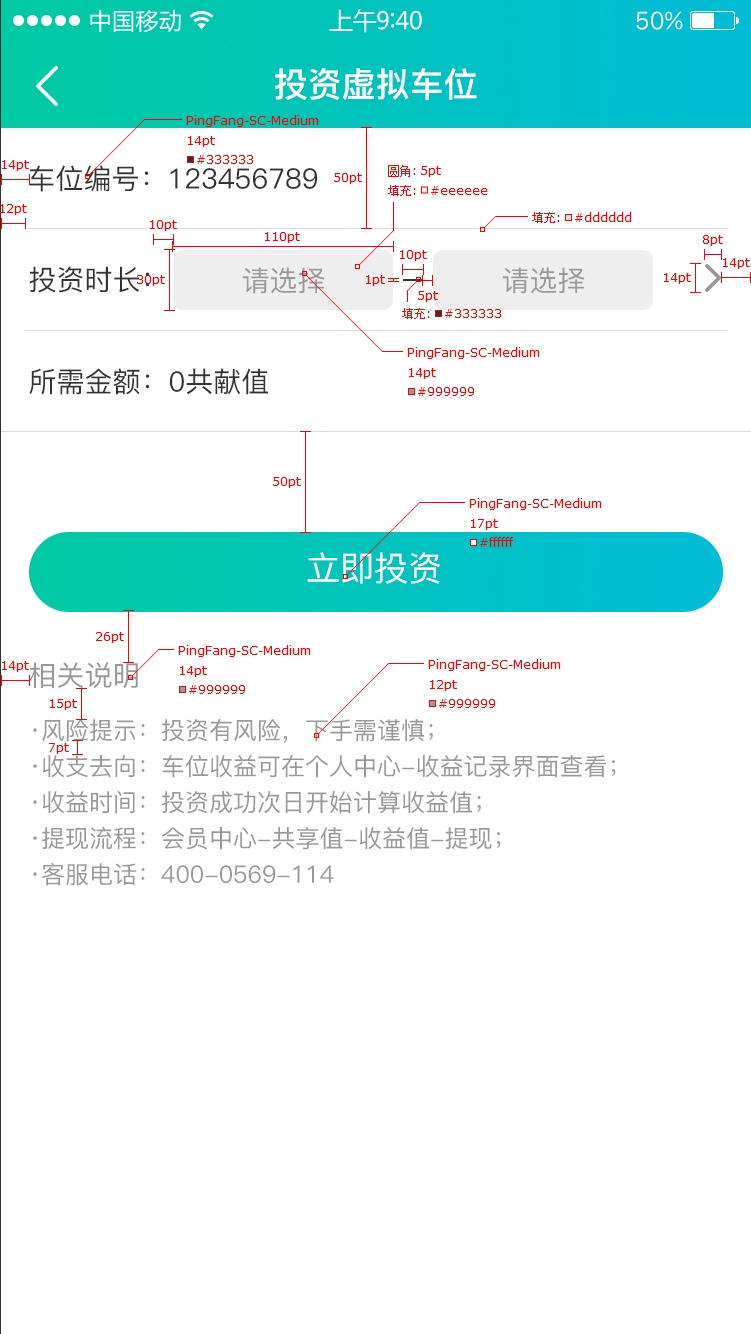 中国移动 上午9:40 50%
投资虚拟车位
PingFang-SC-Medium
14pt
#333333
14pt
车位编号：123456789
50pt
圆角: 5pt
填充: #eeeeee
12pt
填充: #dddddd
10pt
110pt
10pt
8pt
投资时长：
30pt
请选择
1pt
5pt
请选择
14pt
14pt
填充: #333333
PingFang-SC-Medium
14pt
#999999
所需金额：0共献值
50pt
PingFang-SC-Medium
17pt
#ffffff
立即投资
26pt
PingFang-SC-Medium
14pt
#999999
PingFang-SC-Medium
12pt
#999999
14pt
相关说明
15pt
·风险提示：投资有风险，下手需谨慎；
7pt
·收支去向：车位收益可在个人中心-收益记录界面查看；
·收益时间：投资成功次日开始计算收益值；
·提现流程：会员中心-共享值-收益值-提现；
·客服电话：400-0569-114